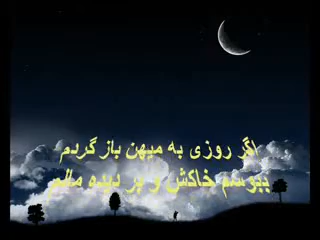 اگر روزی به میهن باز گردم
ببوسم خاکش و بر دیده مالم